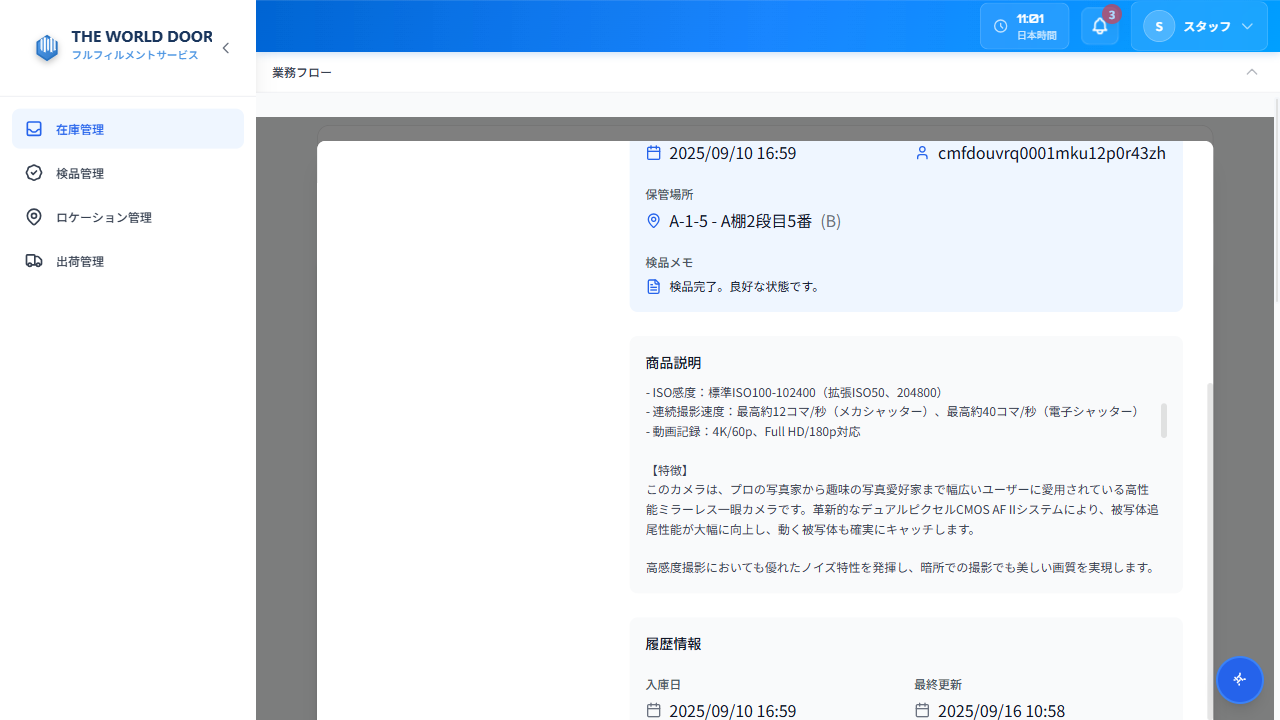 THE WORLD DOOR
フルフィルメントサービス
在庫管理
検品管理
ロケーション管理
出荷管理
11:01
日本時間
3
S
スタッフ
業務フロー
2025/09/10 16:59
cmfdouvrq0001mku12p0r43zh
保管場所
A-1-5 - A棚2段目5番 (B)
検品メモ
検品完了。良好な状態です。
商品説明
- ISO感度：標準ISO100-102400（拡張ISO50、204800）
- 連続撮影速度：最高約12コマ/秒（メカシャッター）、最高約40コマ/秒（電子シャッター）
- 動画記録：4K/60p、Full HD/180p対応
【特徴】
このカメラは、プロの写真家から趣味の写真愛好家まで幅広いユーザーに愛用されている高性
能ミラーレス一眼カメラです。革新的なデュアルピクセルCMOS AF IIシステムにより、被写体追
尾性能が大幅に向上し、動く被写体も確実にキャッチします。
高感度撮影においても優れたノイズ特性を発揮し、暗所での撮影でも美しい画質を実現します。
履歴情報
入庫日
最終更新
2025/09/10 16:59
2025/09/16 10:58